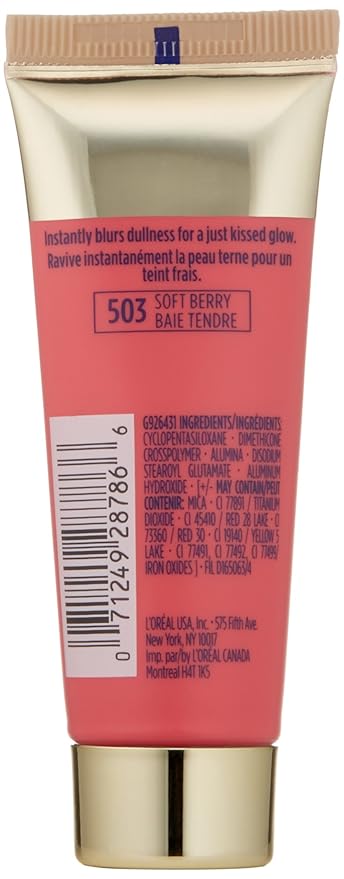 Instantly blurs dullness for a just kissed glow.
Ravive instantanément la peau terne pour un
teint frais.
503 SOFT BERRY
BAIE TENDRE
G926431 INGREDIENTS/INGRÉDIENTS:
CYCLOPENTASILOXANE · DIMETHICONE
CROSSPOLYMER · ALUMINA · DISODIUM
STEAROYL GLUTAMATE · ALUMINUM
HYDROXIDE · [+/- MAY CONTAIN/PEUT
CONTENIR: MICA · CI 77891 / TITANIUM
DIOXIDE · CI 45410 / RED 28 LAKE · CI
73360 / RED 30 · CI 19140 / YELLOW 5
LAKE · CI 77491, CI 77492, CI 77499 /
IRON OXIDES ] · FIL D165063/4
0 71249 28786 6
L'ORÉAL USA, Inc. · 575 Fifth Ave.
New York, NY 10017
Imp. par/by L'ORÉAL CANADA
Montreal H4T 1K5